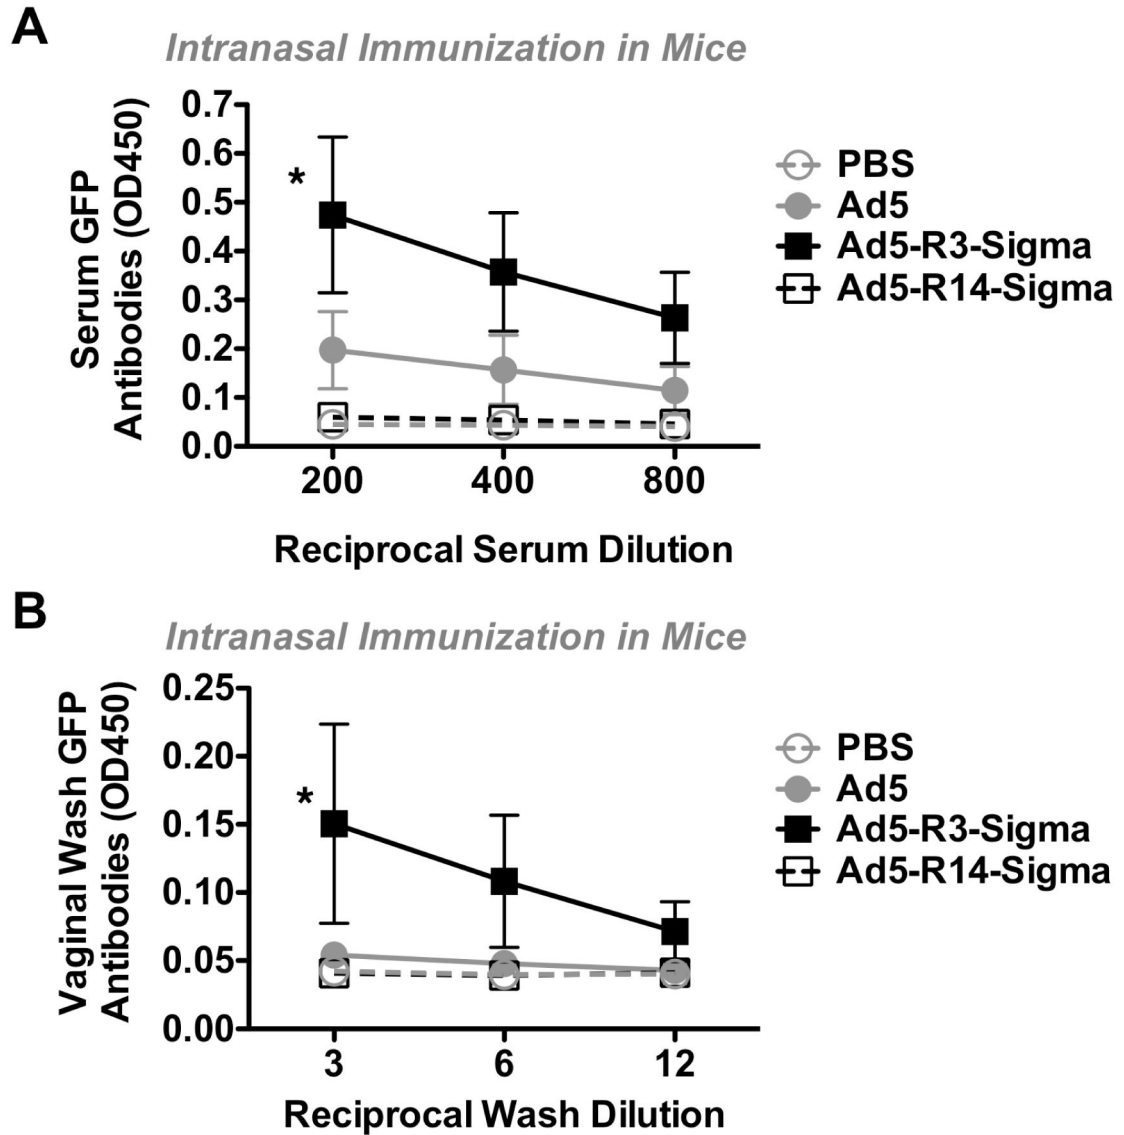 A
Intranasal Immunization in Mice
Serum GFP
Antibodies (OD450)
0.7
0.6
0.5
0.4
0.3
0.2
0.1
0.0
*
200 400 800
Reciprocal Serum Dilution
PBS
Ad5
Ad5-R3-Sigma
Ad5-R14-Sigma
B
Intranasal Immunization in Mice
Vaginal Wash GFP
Antibodies (OD450)
0.25
0.20
0.15
0.10
0.05
0.00
*
3 6 12
Reciprocal Wash Dilution
PBS
Ad5
Ad5-R3-Sigma
Ad5-R14-Sigma